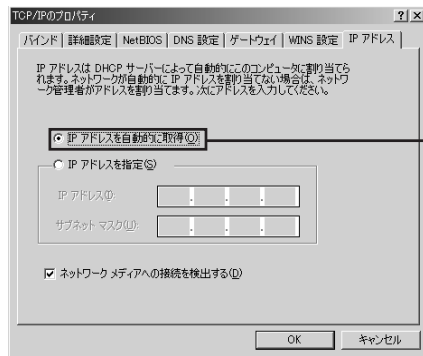 TCP/IPのプロパティ
バインド 詳細設定 NetBIOS DNS 設定 ゲートウェイ WINS 設定 IP アドレス
IP アドレスは DHCP サーバーによって自動的にこのコンピュータに割り当てら
れます。ネットワークが自動的に IP アドレスを割り当てない場合は、ネットワ
ーク管理者がアドレスを割り当てます。次にアドレスを入力してください。
IP アドレスを自動的に取得(O)
IP アドレスを指定(S)
IP アドレス(I):
サブネット マスク(U):
ネットワーク メディアへの接続を検出する(D)
OK キャンセル